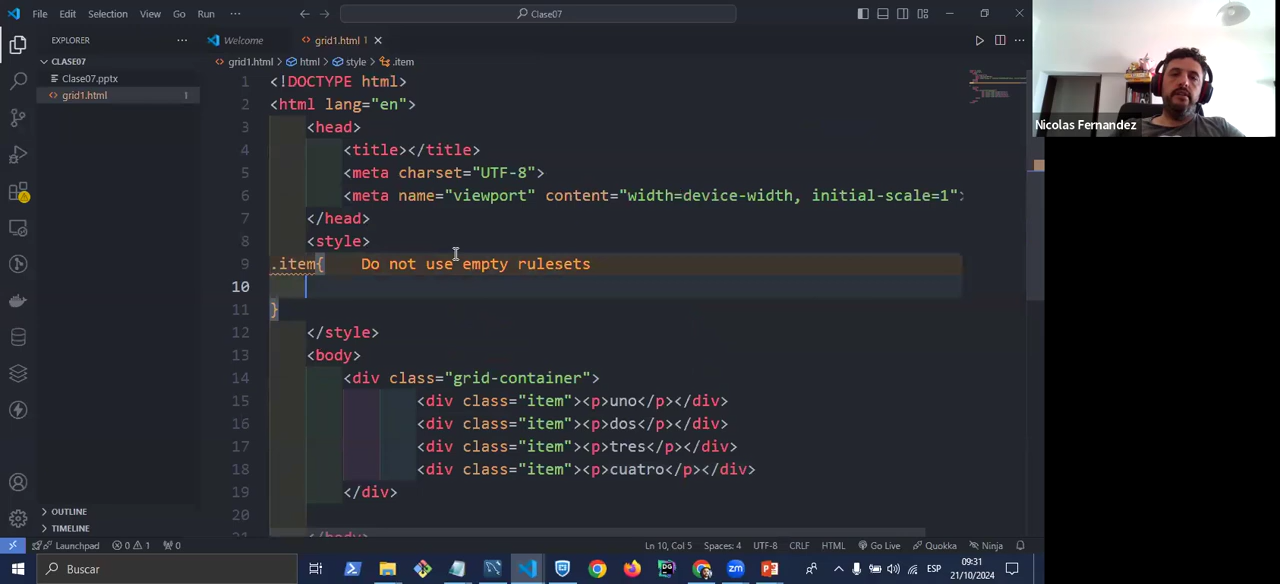 File Edit Selection View Go Run ··· Clase07
EXPLORER ···
Welcome
grid1.html 1
CLASE07
Clase07.pptx
grid1.html 1
grid1.html > html > style > .item
1 <!DOCTYPE html>
2 <html lang="en">
3 <head>
4 <title></title>
5 <meta charset="UTF-8">
6 <meta name="viewport" content="width=device-width, initial-scale=1">
7 </head>
8 <style>
9 .item{ Do not use empty rulesets
10
11 }
12 </style>
13 <body>
14 <div class="grid-container">
15 <div class="item"><p>uno</p></div>
16 <div class="item"><p>dos</p></div>
17 <div class="item"><p>tres</p></div>
18 <div class="item"><p>cuatro</p></div>
19 </div>
20
21 </body>
OUTLINE
TIMELINE
Launchpad 0 1 0 Ln 10, Col 5 Spaces: 4 UTF-8 CRLF HTML Go Live Quokka Ninja
Buscar
ESP
09:31
21/10/2024
Nicolas Fernandez